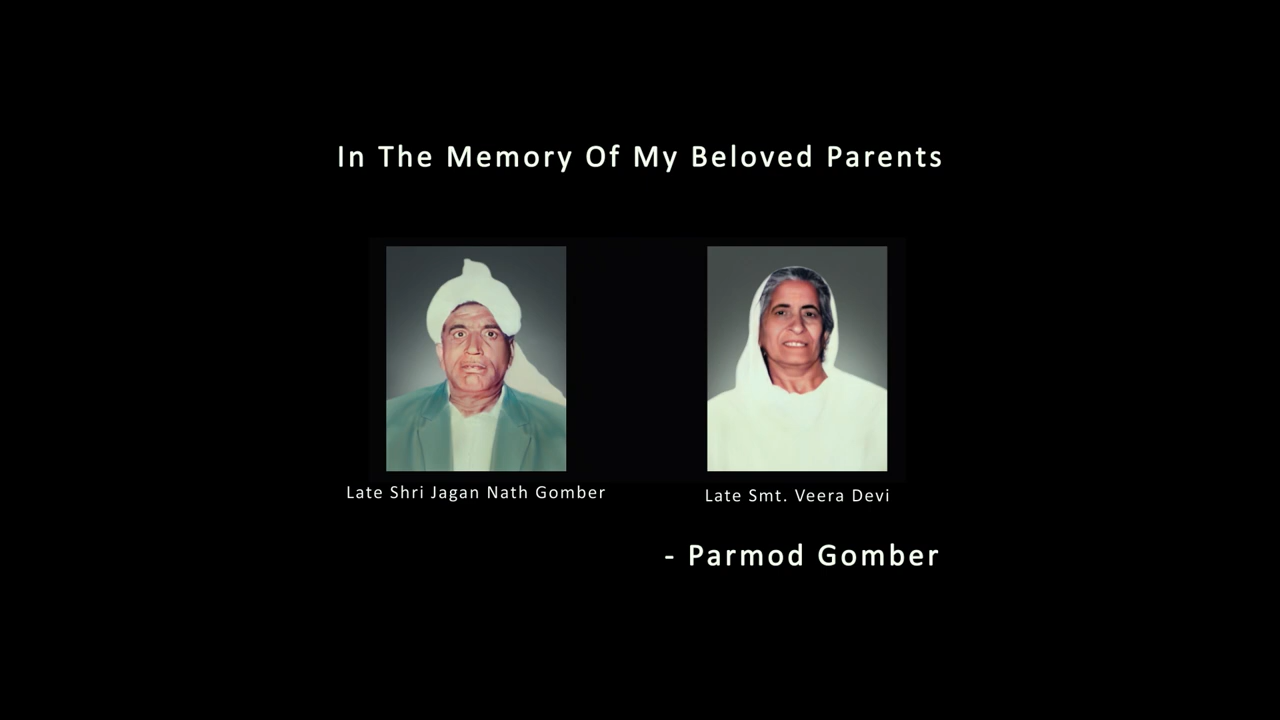 In The Memory Of My Beloved Parents
Late Shri Jagan Nath Gomber
Late Smt. Veera Devi
- Parmod Gomber